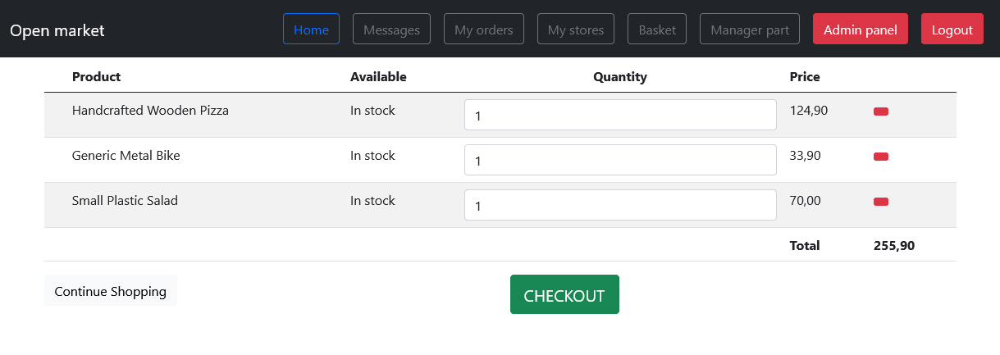 Open market Home Messages My orders My stores Basket Manager part Admin panel Logout
Product Available Quantity Price
Handcrafted Wooden Pizza In stock 1 124,90
Generic Metal Bike In stock 1 33,90
Small Plastic Salad In stock 1 70,00
Total 255,90
Continue Shopping CHECKOUT